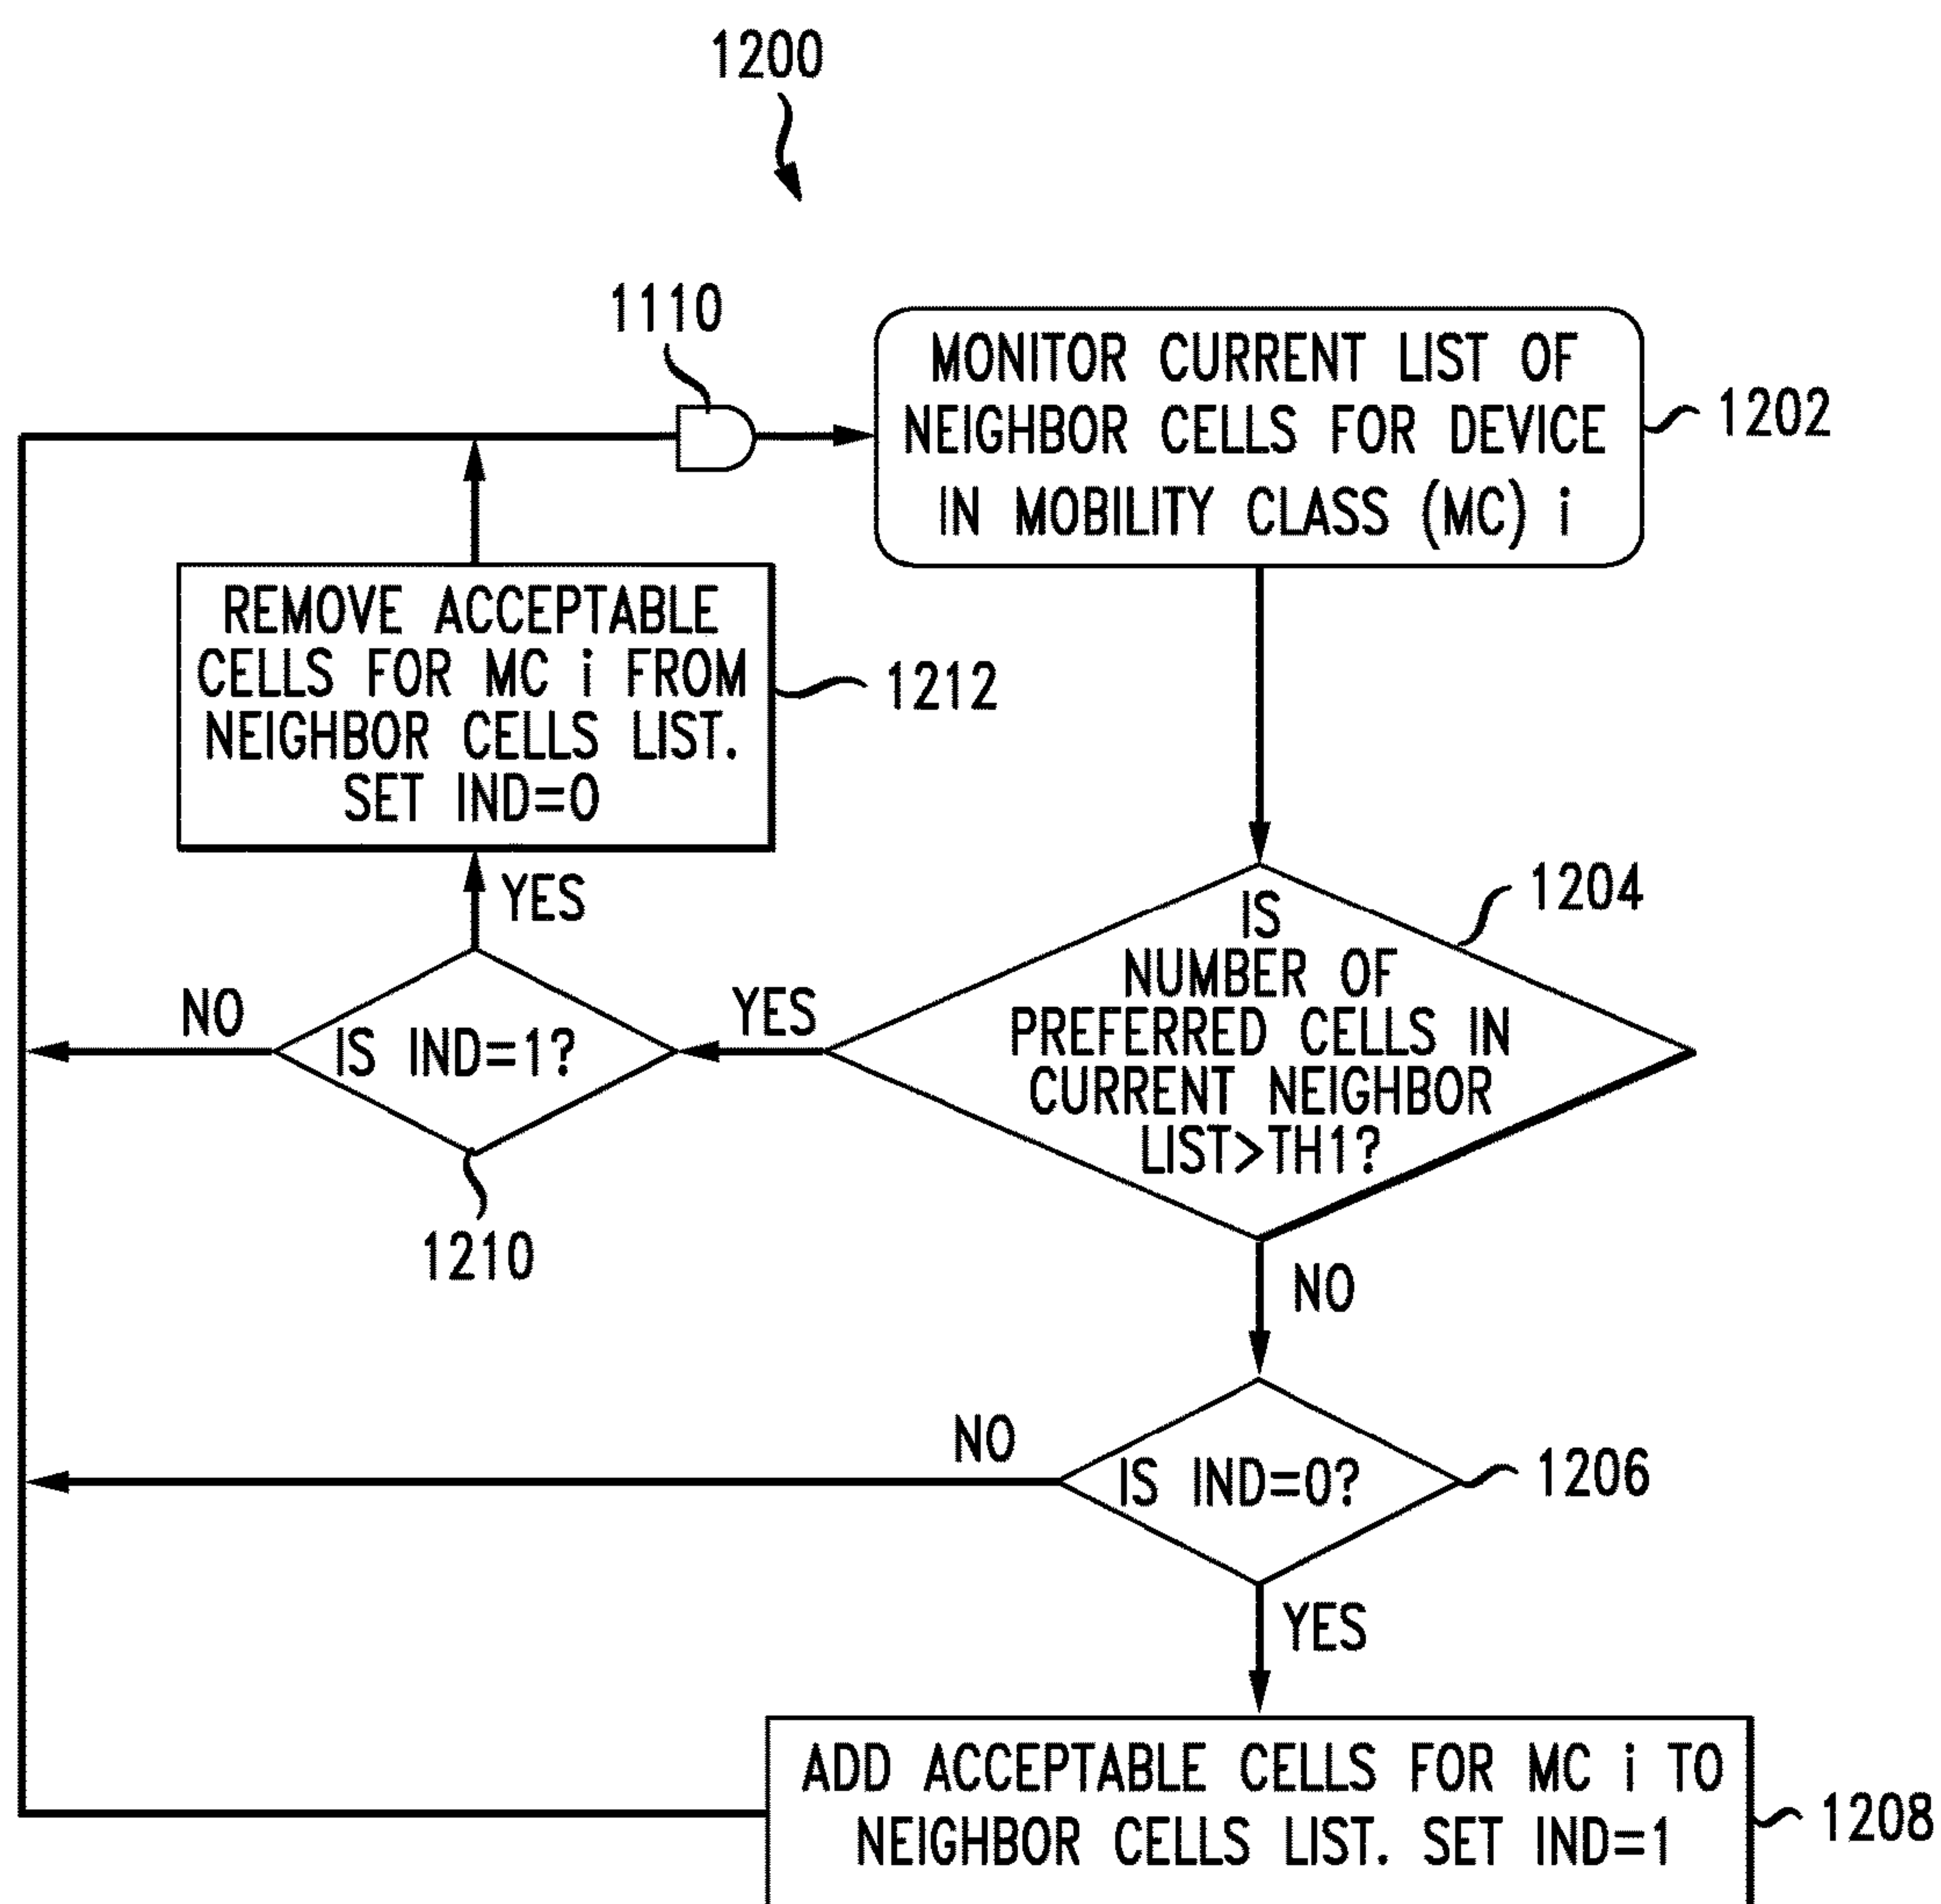 1200
1110
MONITOR CURRENT LIST OF
NEIGHBOR CELLS FOR DEVICE
IN MOBILITY CLASS (MC) i
1202
REMOVE ACCEPTABLE
CELLS FOR MC i FROM
NEIGHBOR CELLS LIST.
SET IND=0
1212
YES
1204
IS
NUMBER OF
PREFERRED CELLS IN
CURRENT NEIGHBOR
LIST>TH1?
YES
NO
IS IND=1?
1210
NO
NO
IS IND=0?
1206
YES
ADD ACCEPTABLE CELLS FOR MC i TO
NEIGHBOR CELLS LIST. SET IND=1
1208